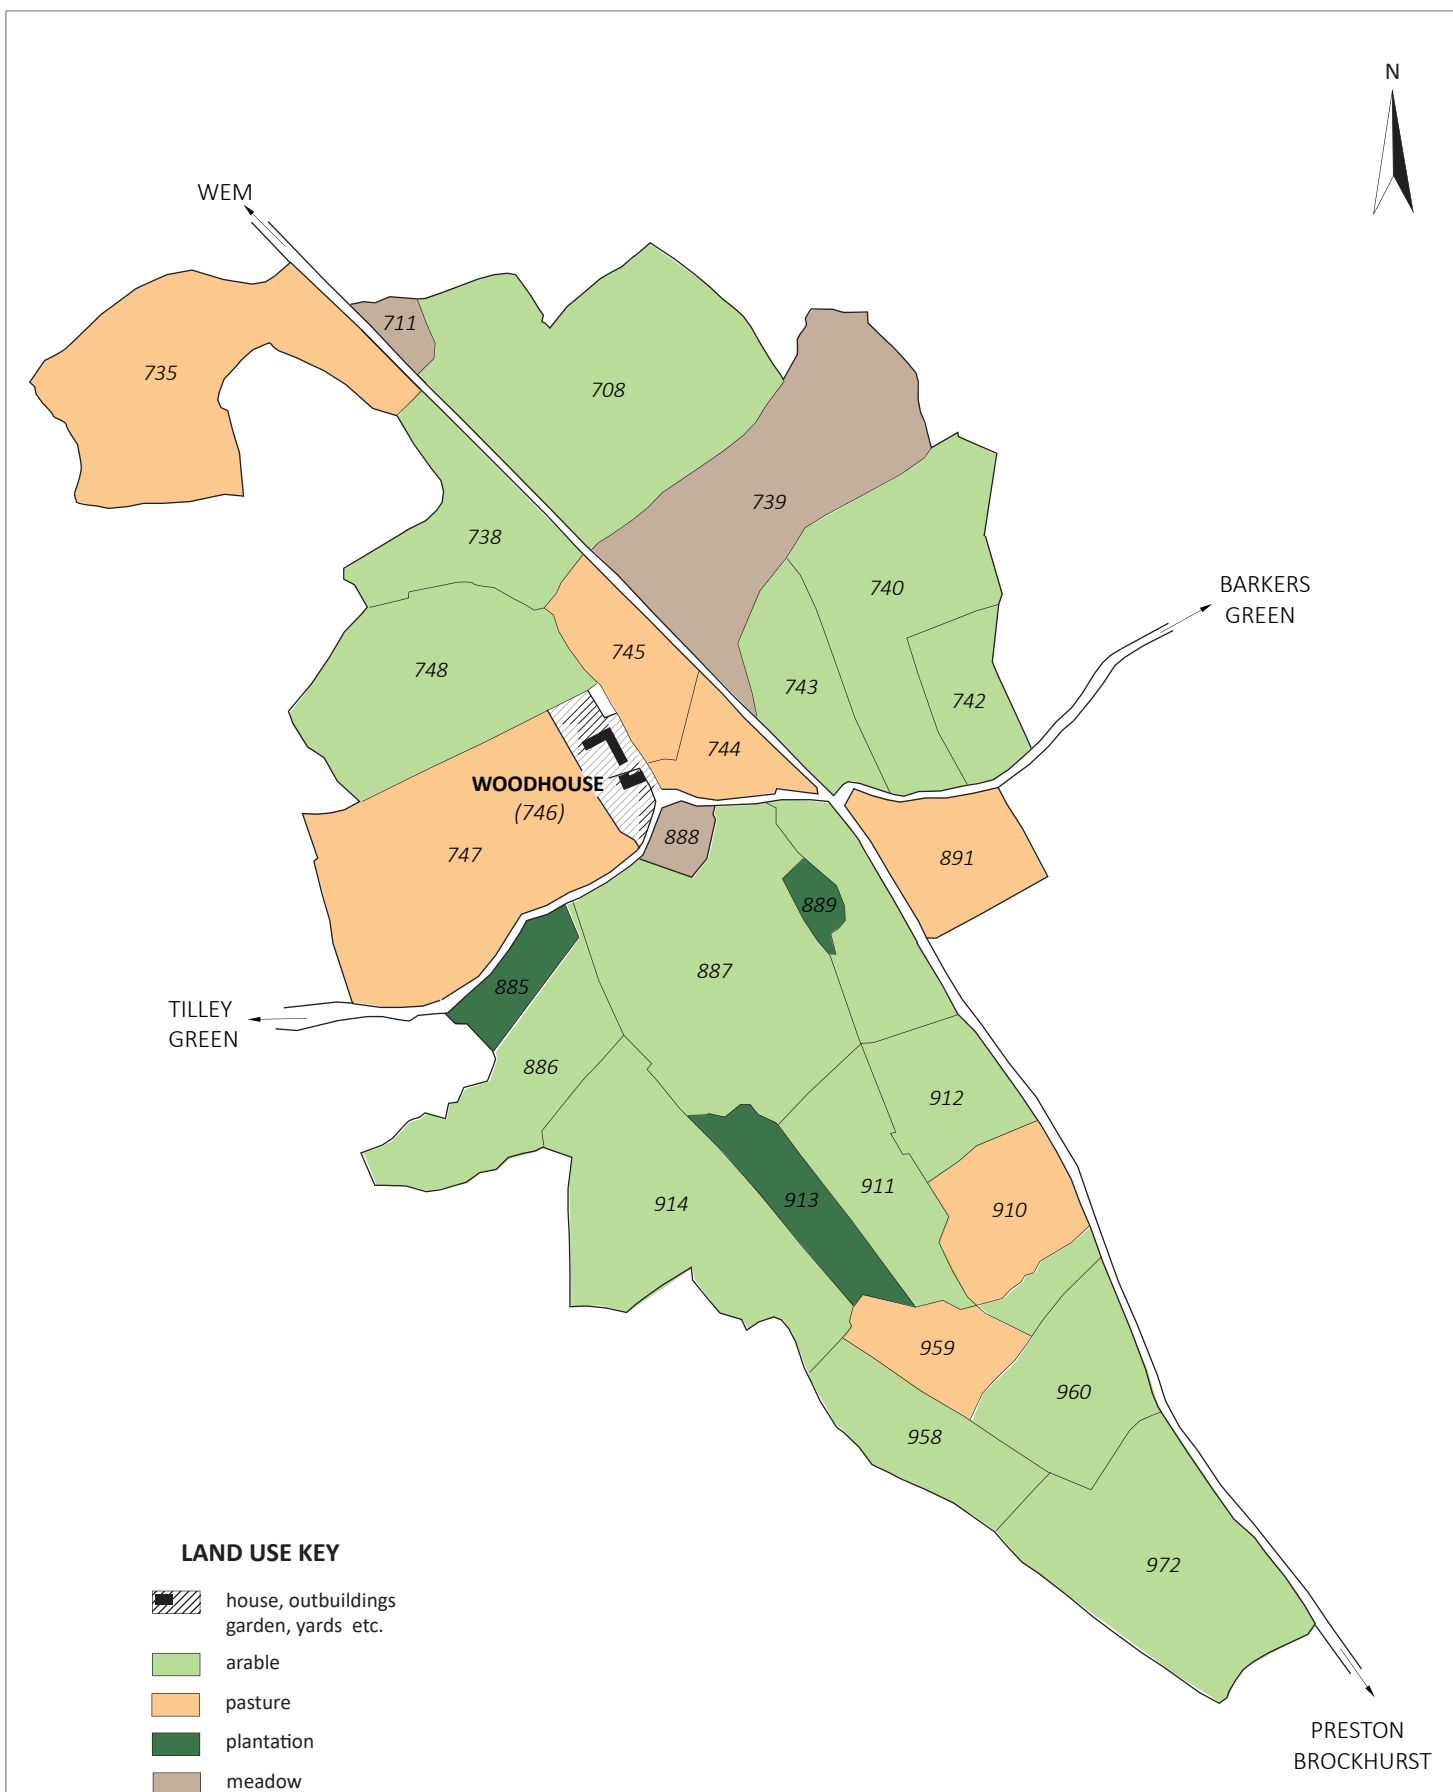 N
WEM
711
735
708
739
738
740
BARKERS
GREEN
745
748
743
742
744
WOODHOUSE
(746)
888
747
891
889
887
885
TILLEY
GREEN
886
912
911
913
914
910
959
960
958
972
LAND USE KEY
house, outbuildings
garden, yards etc.
arable
pasture
plantation
meadow
PRESTON
BROCKHURST